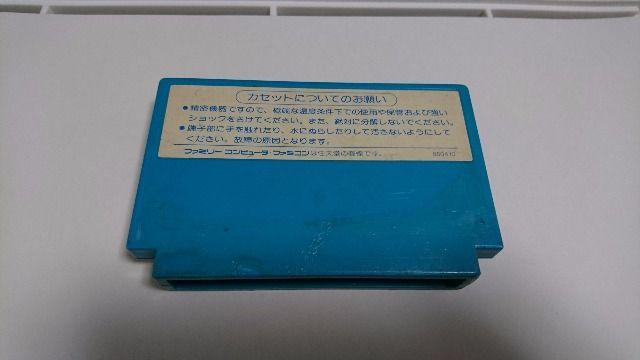 カセットについてのお願い
●精密機器ですので、極端な温度条件下での使用や保管および強い
ショックをさけてください。また、絶対に分解しないでください。
●端子部に手を触れたり、水にぬらしたりして汚さないようにして
ください。故障の原因となります。
ファミリーコンピュータ・ファミコンは任天堂の商標です。